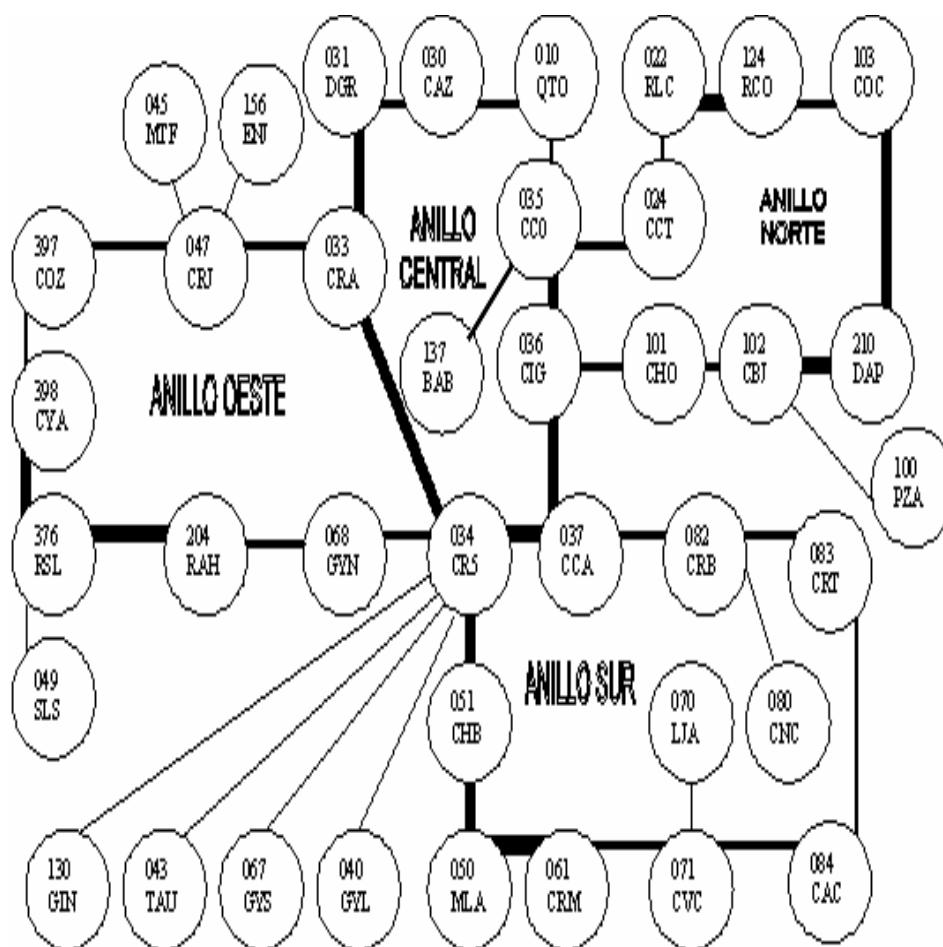 031
DGR
030
CAZ
010
QTO
022
RLC
124
RCO
103
COC
045
MTF
156
ENJ
397
COZ
047
CRJ
033
CRA
ANILLO
CENTRAL
035
CCO
024
CCT
ANILLO
NORTE
398
CYA
ANILLO OESTE
137
BAB
036
CIG
101
CHO
102
CBJ
210
DAP
100
PZA
376
RSL
204
RAH
068
GYN
034
CR5
037
CCA
082
CRB
083
CRT
049
SLS
051
CHB
ANILLO SUR
070
LJA
080
CNC
130
GIN
043
TAU
067
GYS
040
GYL
050
MLA
061
CRM
071
CVC
084
CAC